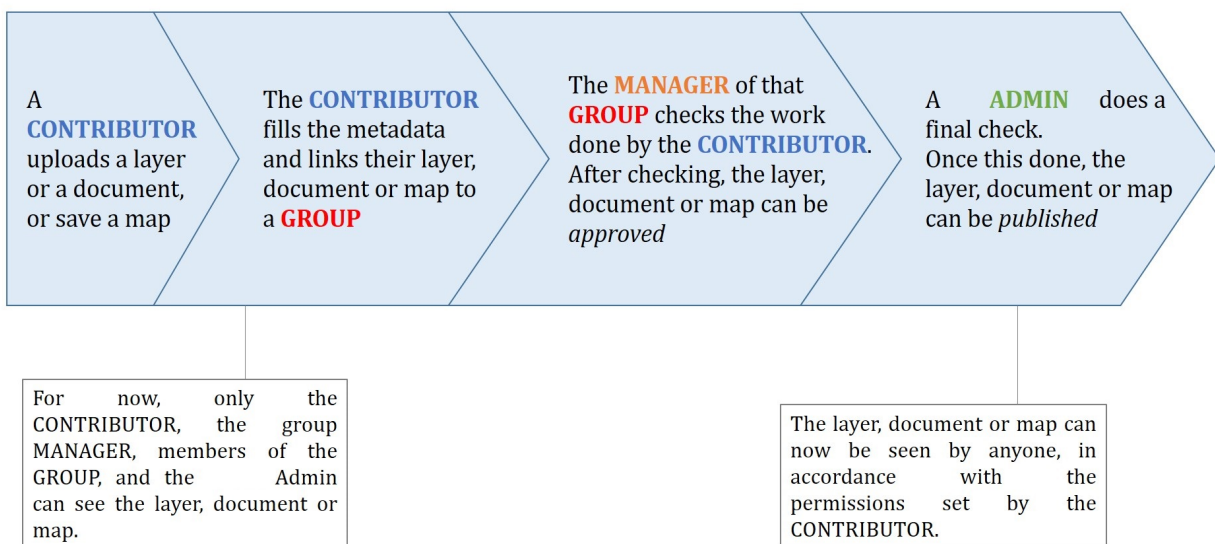 A
CONTRIBUTOR
uploads a layer
or a document,
or save a map
The CONTRIBUTOR
fills the metadata
and links their layer,
document or map to
a GROUP
The MANAGER of that
GROUP checks the work
done by the CONTRIBUTOR.
After checking, the layer,
document or map can be
approved
A ADMIN does a
final check.
Once this done, the
layer, document or map
can be published
For now, only the
CONTRIBUTOR, the group
MANAGER, members of the
GROUP, and the Admin
can see the layer, document or
map.
The layer, document or map can
now be seen by anyone, in
accordance with the
permissions set by the
CONTRIBUTOR.